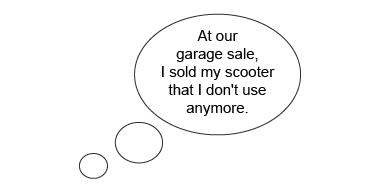 At our
garage sale,
I sold my scooter
that I don't use
anymore.